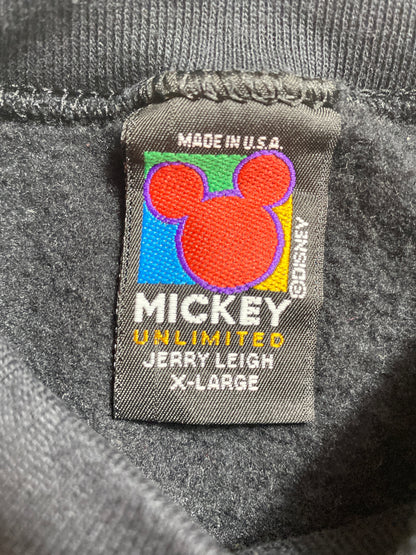 MADE IN U.S.A.
©DISNEY
MICKEY
UNLIMITED
JERRY LEIGH
X-LARGE